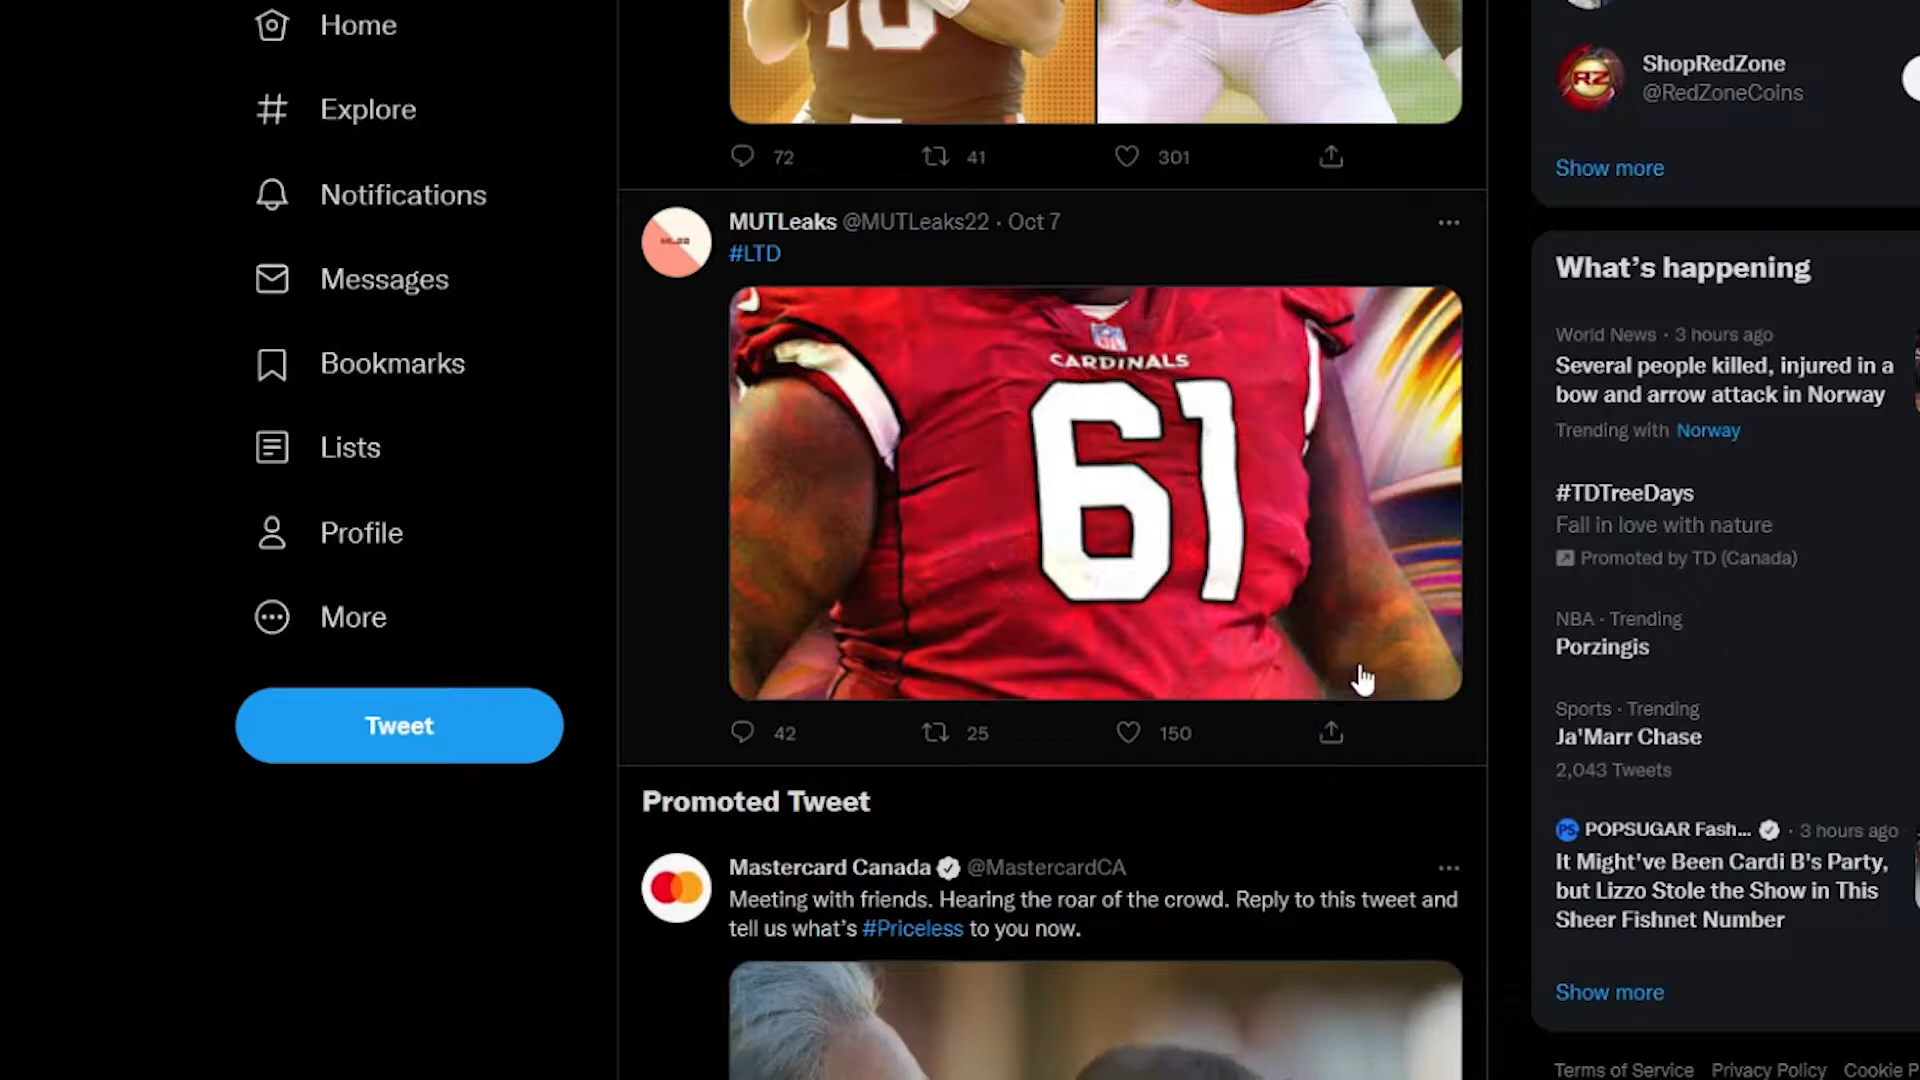 Home
Explore
Notifications
Messages
Bookmarks
Lists
Profile
More
Tweet
10
72
41
301
MUTLeaks @MUTLeaks22 · Oct 7
#LTD
CARDINALS
61
42
25
150
Promoted Tweet
Mastercard Canada @MastercardCA
Meeting with friends. Hearing the roar of the crowd. Reply to this tweet and
tell us what's #Priceless to you now.
RZ
ShopRedZone
@RedZoneCoins
Show more
What's happening
World News · 3 hours ago
Several people killed, injured in a
bow and arrow attack in Norway
Trending with Norway
#TDTreeDays
Fall in love with nature
Promoted by TD (Canada)
NBA · Trending
Porzingis
Sports · Trending
Ja'Marr Chase
2,043 Tweets
PS POPSUGAR Fash... · 3 hours ago
It Might've Been Cardi B's Party,
but Lizzo Stole the Show in This
Sheer Fishnet Number
Show more
Terms of Service Privacy Policy Cookie P